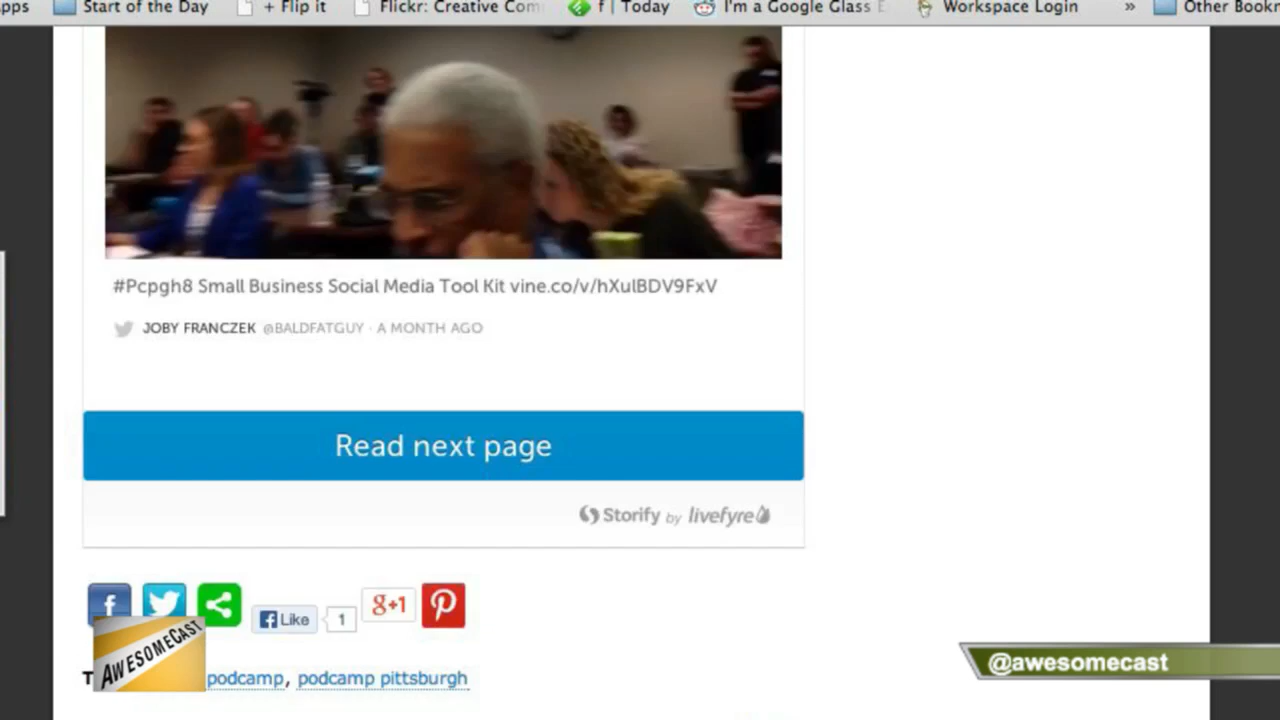 pps Start of the Day + Flip it Flickr: Creative Com f | Today I'm a Google Glass E Workspace Login » Other Bookm
#Pcpgh8 Small Business Social Media Tool Kit vine.co/v/hXulBDV9FxV
JOBY FRANCZEK @BALDFATGUY · A MONTH AGO
Read next page
Storify by livefyre
f Like 1 g+1
AWESOMECAST
@awesomecast
T podcamp, podcamp pittsburgh